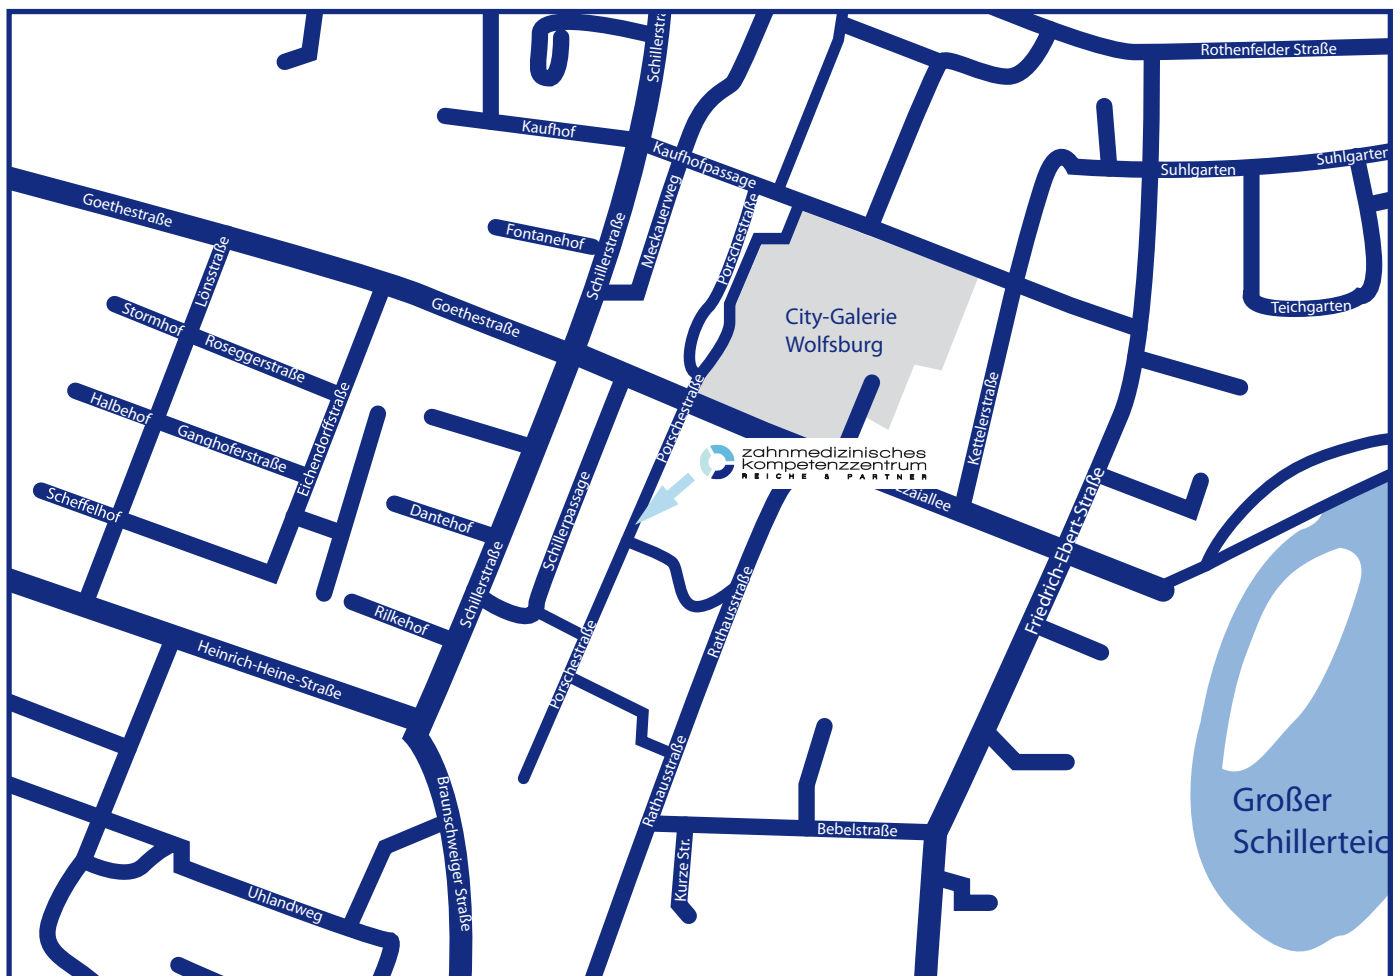 Schillerstra
Rothenfelder Straße
Kaufhof
Kaufhofpassage
Suhlgarten
Suhlgarten
Goethestraße
Meckauerweg
Porschestraße
Fontanehof
Schillerstraße
Lönsstraße
Stormhof
Roseggerstraße
Goethestraße
City-Galerie
Wolfsburg
Teichgarten
Halbehof
Ganghoferstraße
Eichendorffstraße
Porschestraße
Kettelerstraße
zahnmedizinisches
kompetenzzentrum
REICHE & PARTNER
zaiallee
Scheffelhof
Dantehof
Schillerpassage
Schillerstraße
Friedrich-Ebert-Straße
Rilkehof
Rathausstraße
Porschestraße
Heinrich-Heine-Straße
Rathausstraße
Braunschweiger Straße
Bebelstraße
Kurze Str.
Uhlandweg
Großer
Schillerteic